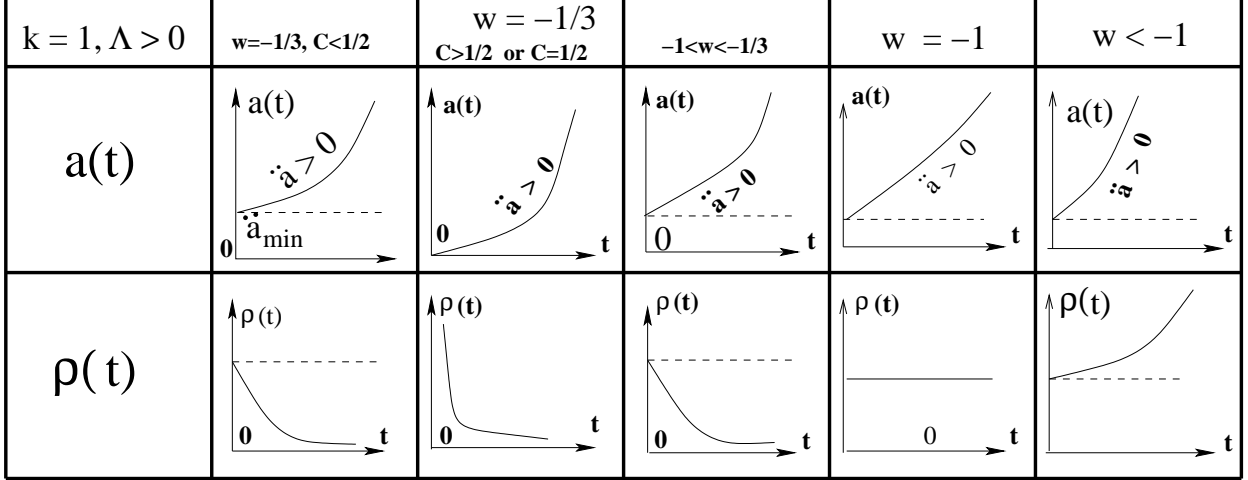 k = 1, Λ > 0
w=−1/3, C<1/2
w = −1/3
C>1/2 or C=1/2
−1<w<−1/3
w = −1
w < −1
a(t)
a(t)
ä > 0
ä min
0
a(t)
ä > 0
0
t
a(t)
ä > 0
0
a(t)
ä > 0
t
a(t)
ä > 0
t
ρ(t)
ρ(t)
0
t
ρ(t)
0
t
ρ(t)
0
t
ρ(t)
0
t
ρ(t)
t